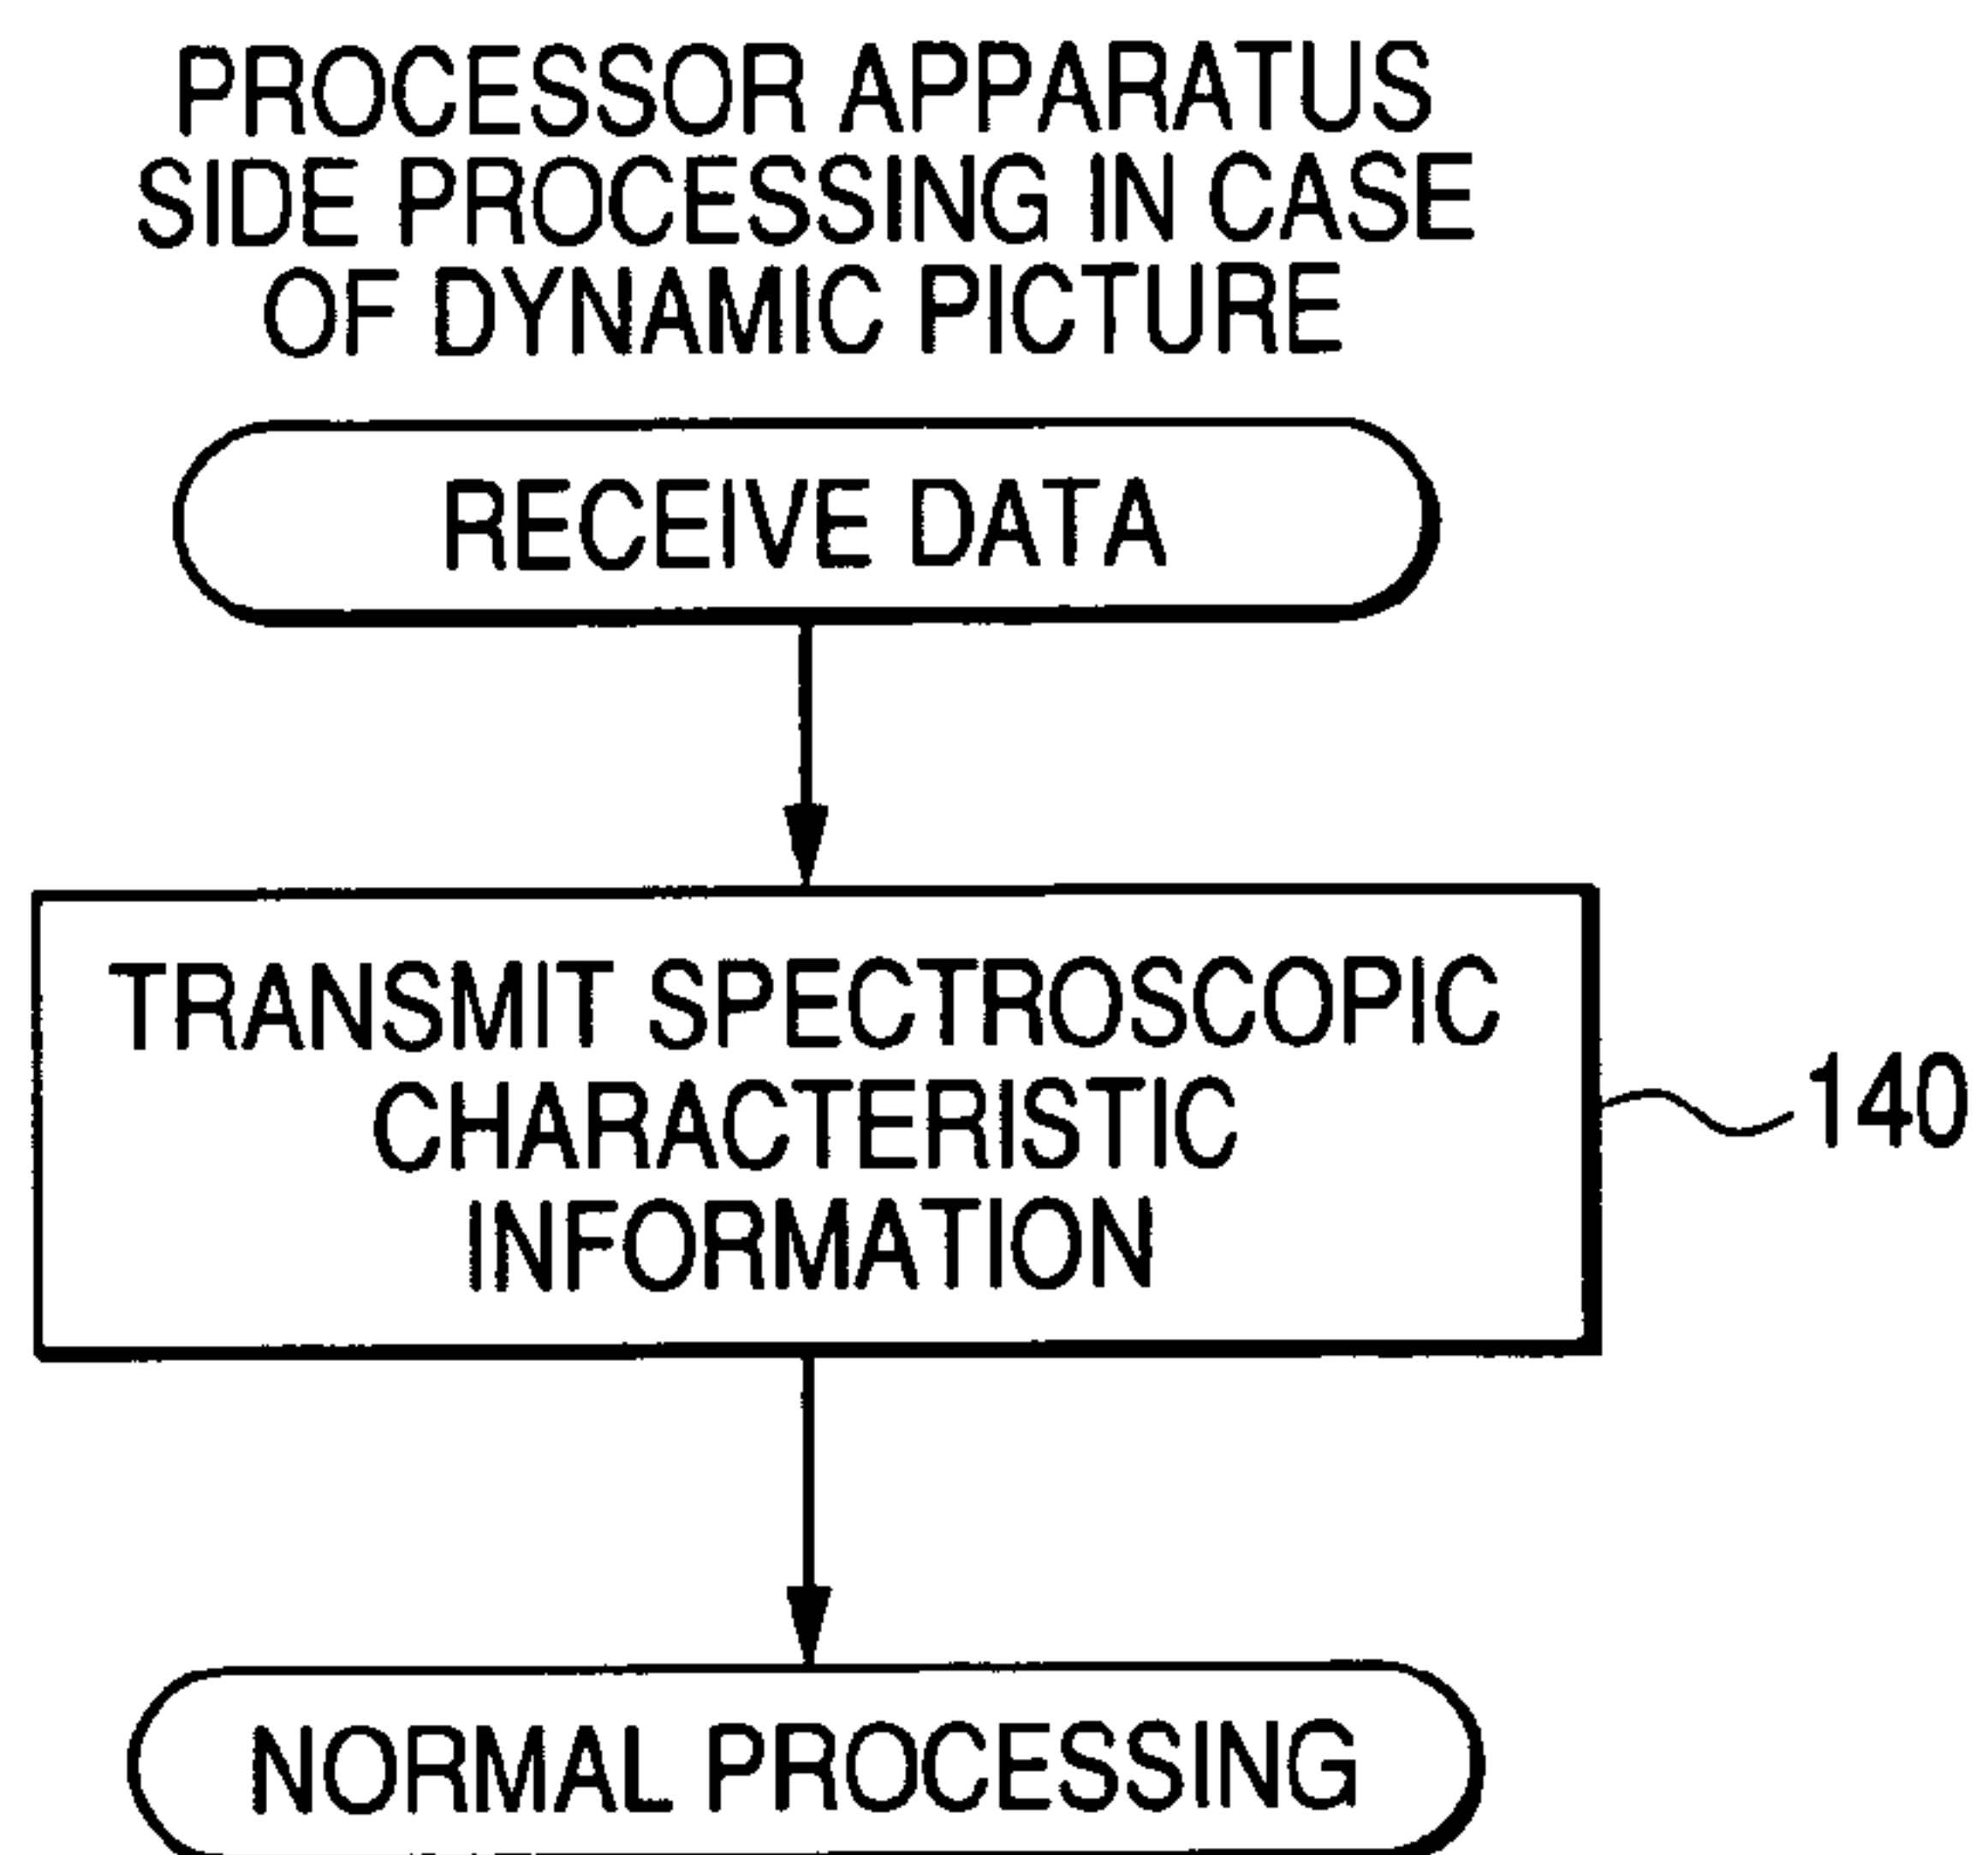 PROCESSOR APPARATUS
SIDE PROCESSING IN CASE
OF DYNAMIC PICTURE
RECEIVE DATA
TRANSMIT SPECTROSCOPIC
CHARACTERISTIC
INFORMATION
140
NORMAL PROCESSING